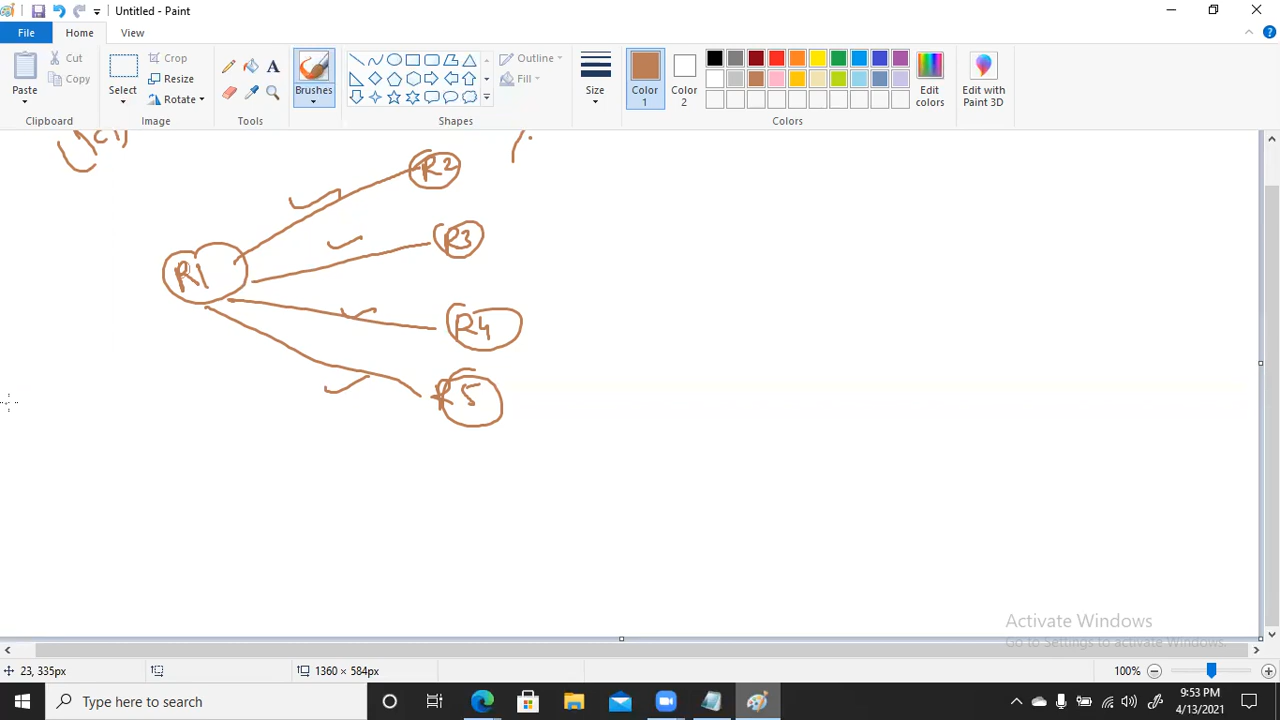 Untitled - Paint
File Home View
Paste
Cut
Copy
Clipboard
Select
Crop
Resize
Rotate
Image
Tools
Brushes
Shapes
Outline
Fill
Size
Color 1
Color 2
Edit colors
Edit with Paint 3D
Colors
R2
R3
R1
R4
R5
Activate Windows
Go to Settings to activate Windows.
23, 335px
1360 × 584px
100%
Type here to search
9:53 PM
4/13/2021